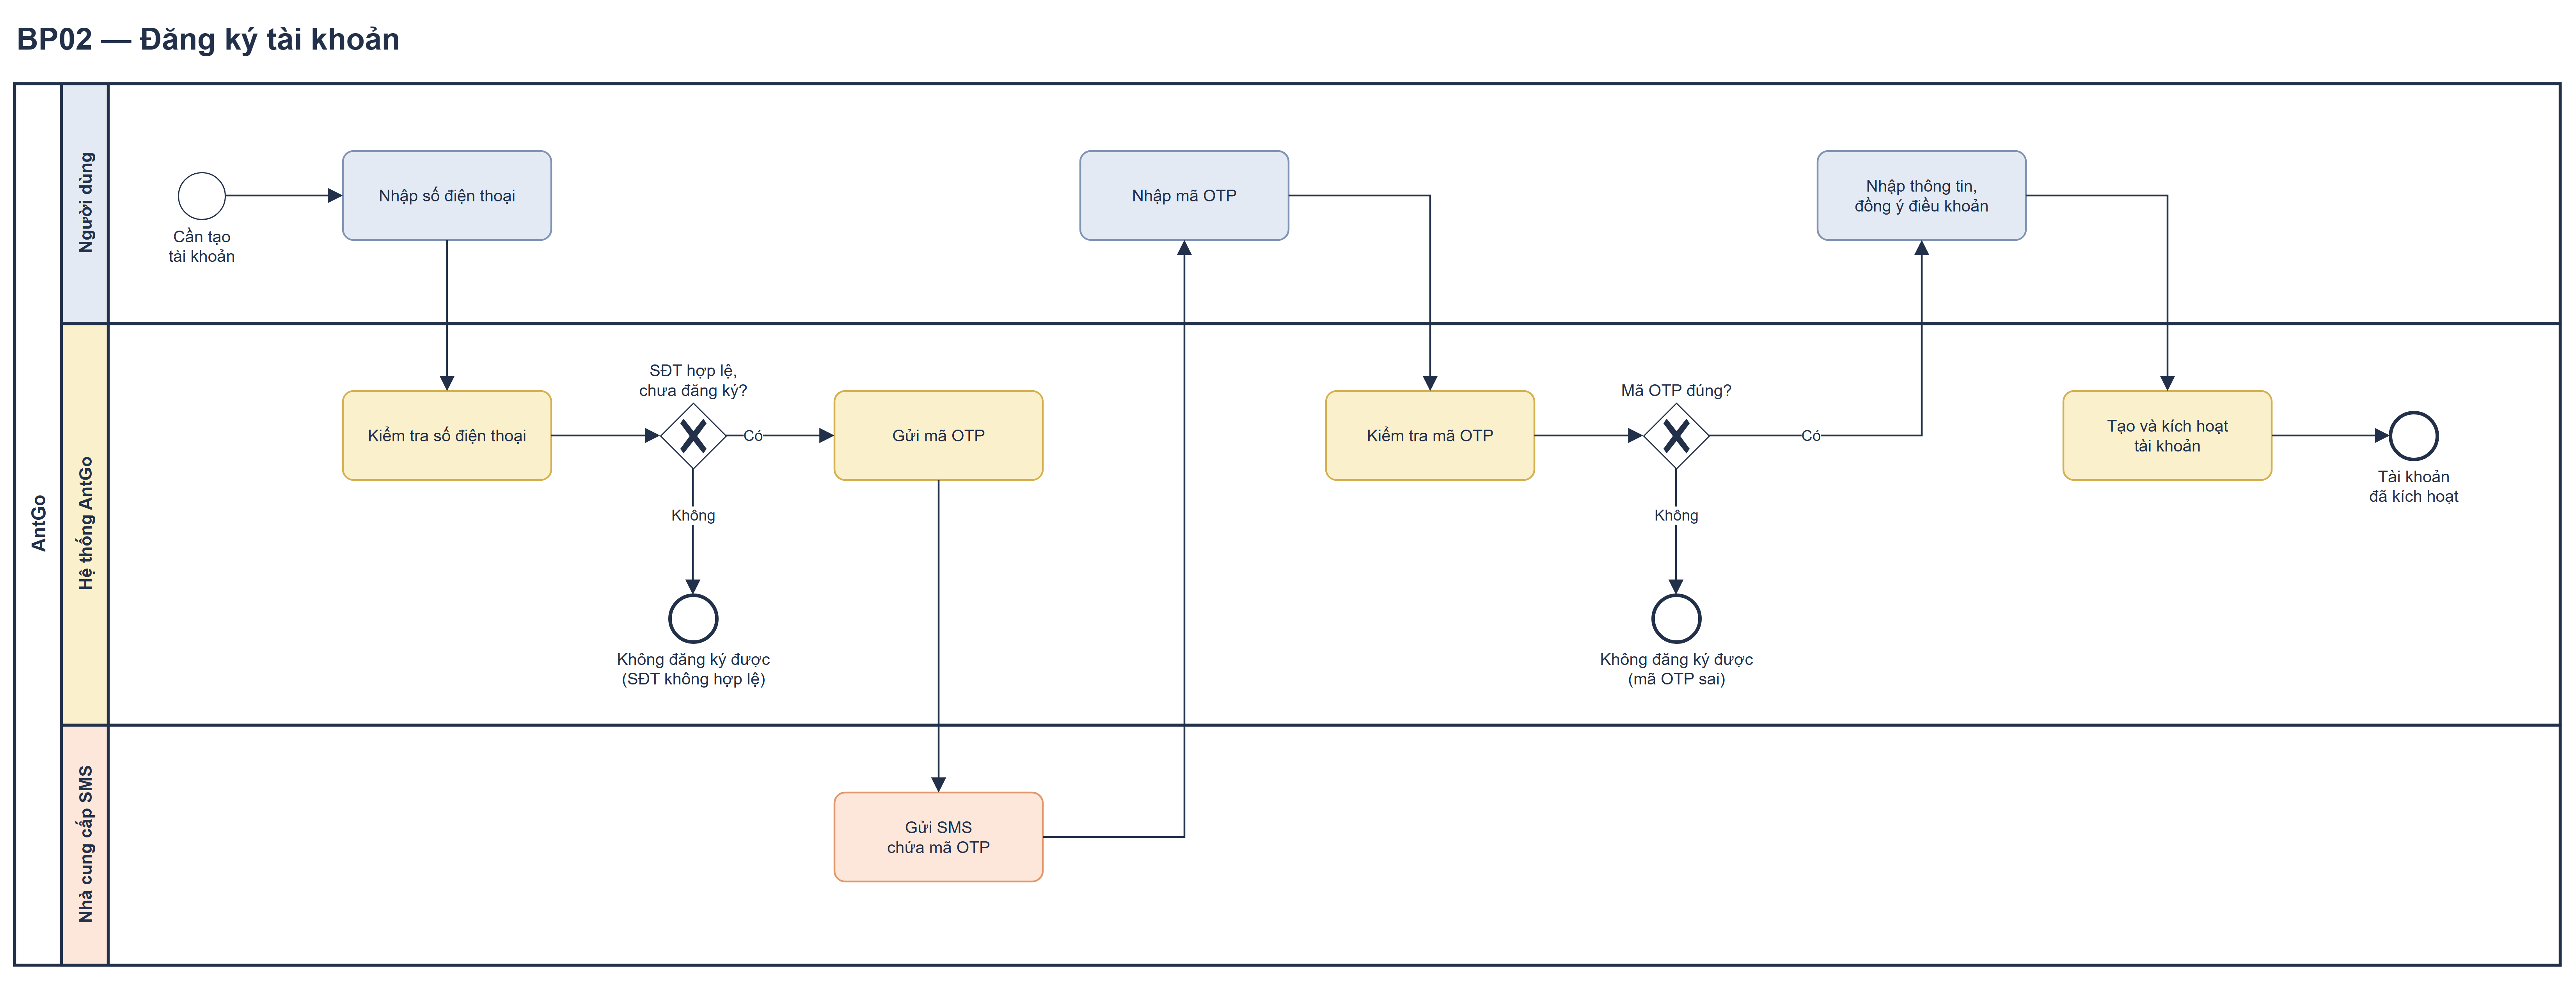 BP02 — Đăng ký tài khoản
AntGo
Người dùng
Cần tạo
tài khoản
Nhập số điện thoại
Nhập mã OTP
Nhập thông tin,
đồng ý điều khoản
Hệ thống AntGo
Kiểm tra số điện thoại
SĐT hợp lệ,
chưa đăng ký?
Có
Không
Không đăng ký được
(SĐT không hợp lệ)
Gửi mã OTP
Kiểm tra mã OTP
Mã OTP đúng?
Có
Không
Không đăng ký được
(mã OTP sai)
Tạo và kích hoạt
tài khoản
Tài khoản
đã kích hoạt
Nhà cung cấp SMS
Gửi SMS
chứa mã OTP